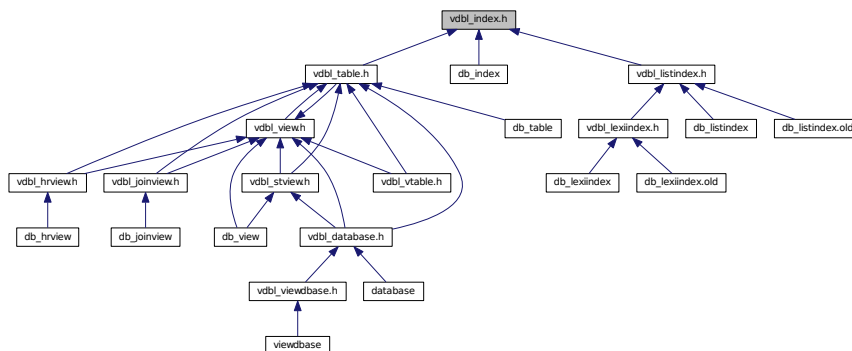 vdbl_index.h
vdbl_table.h
db_index
vdbl_listindex.h
vdbl_view.h
db_table
vdbl_lexiindex.h
db_listindex
db_listindex.old
vdbl_hrview.h
vdbl_joinview.h
vdbl_stview.h
vdbl_vtable.h
db_lexiindex
db_lexiindex.old
db_hrview
db_joinview
db_view
vdbl_database.h
vdbl_viewdbase.h
database
viewdbase